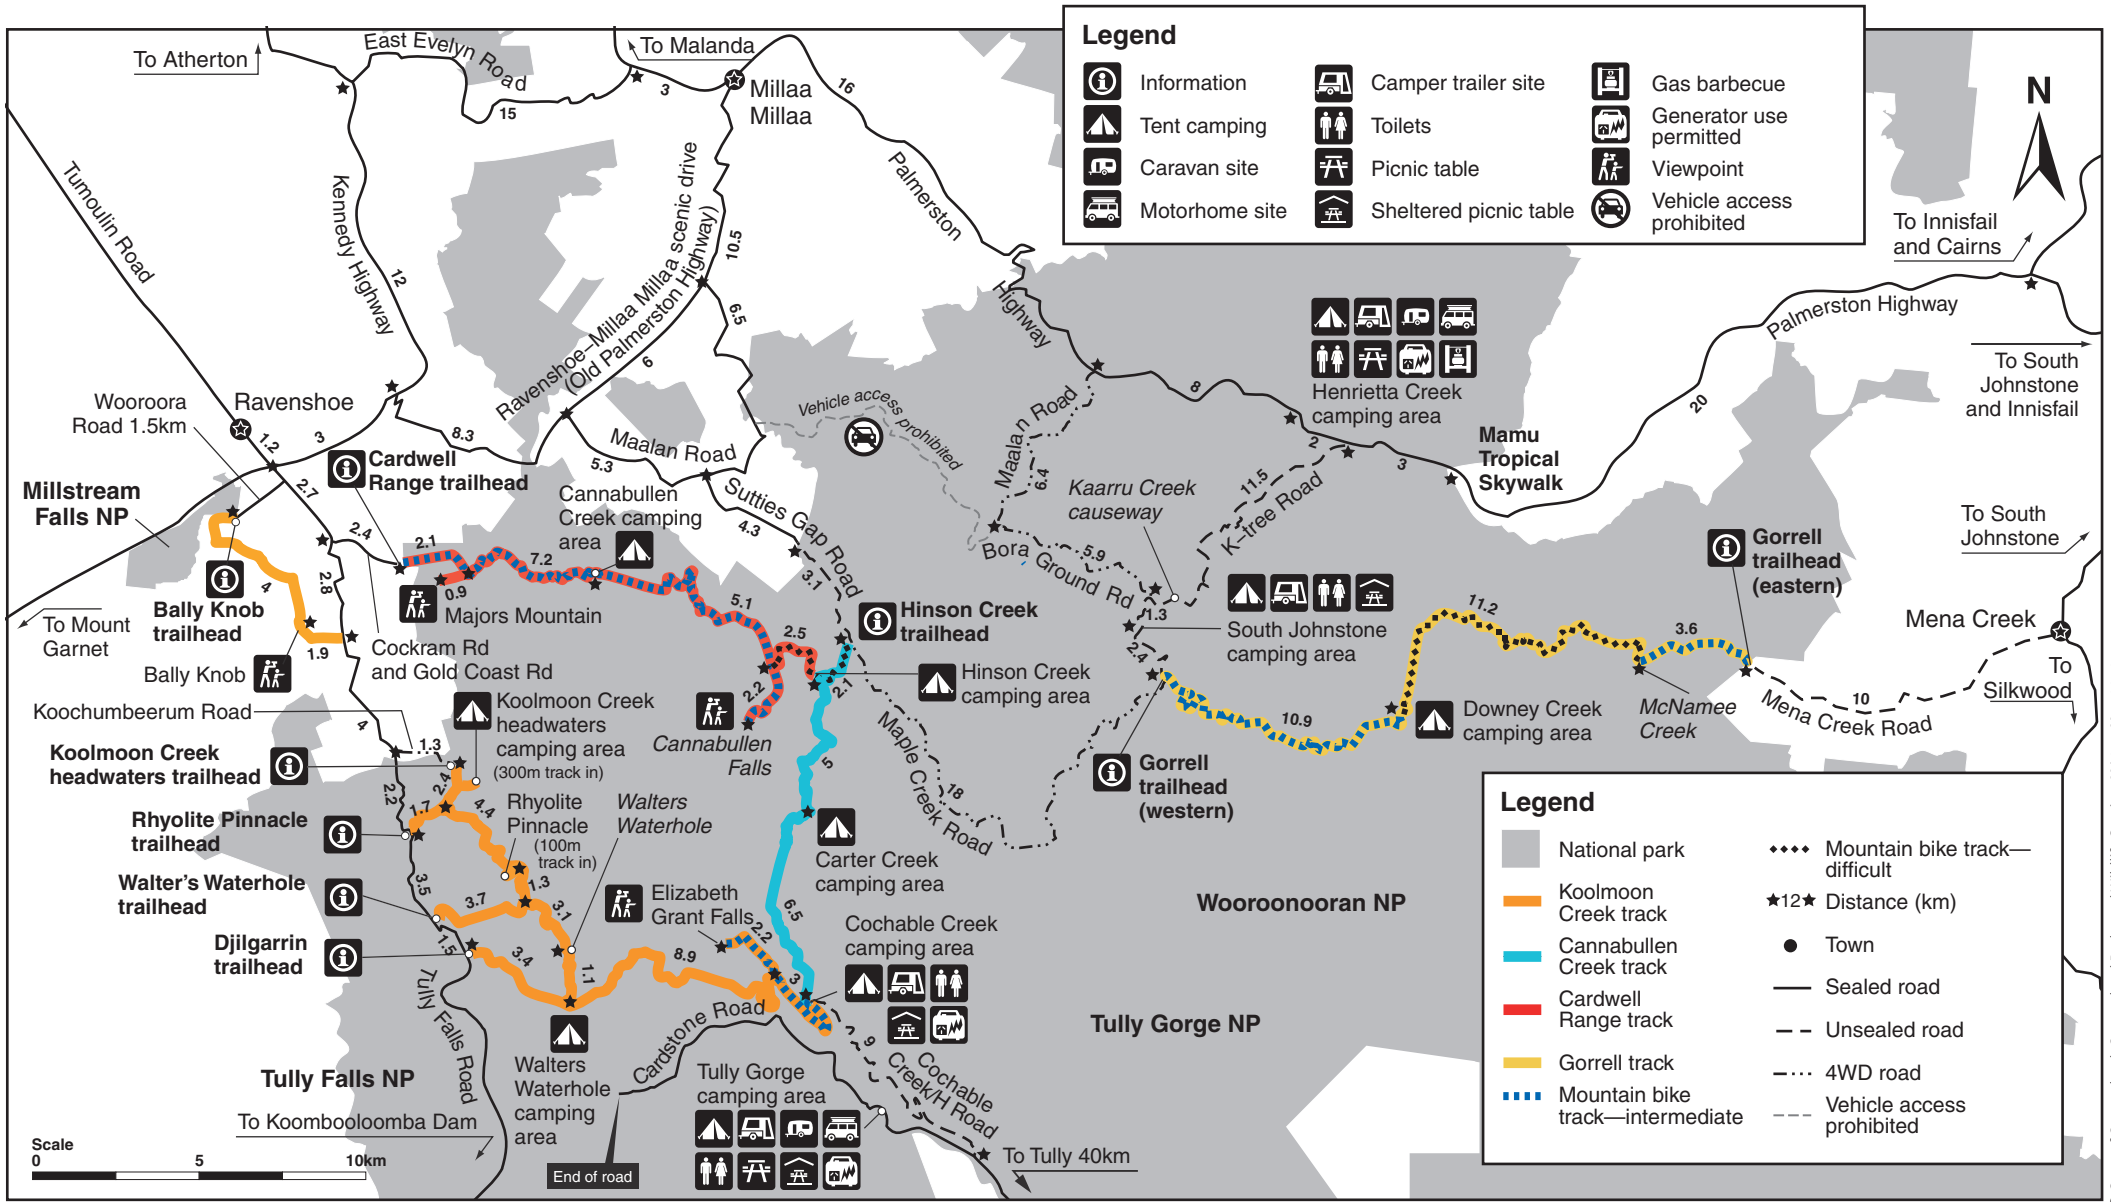 To Atherton
East Evelyn Road
15
To Malanda
3
Millaa
Millaa
16
Palmerston
Highway
Legend
Information
Tent camping
Caravan site
Motorhome site
Camper trailer site
Toilets
Picnic table
Sheltered picnic table
Gas barbecue
Generator use
permitted
Viewpoint
Vehicle access
prohibited
N
To Innisfail
and Cairns
Palmerston Highway
To South
Johnstone
and Innisfail
20
Tumoulin Road
Kennedy Highway
12
Ravenshoe–Millaa Millaa scenic drive
(Old Palmerston Highway)
10.5
6.5
6
Wooroora
Road 1.5km
Ravenshoe
1.2
3
8.3
2.7
Maalan Road
5.3
Vehicle access prohibited
Maalan Road
6.4
8
Henrietta Creek
camping area
2
3
Mamu
Tropical
Skywalk
Cardwell
Range trailhead
Millstream
Falls NP
Cannabullen
Creek camping
area
Sutties Gap Road
4.3
3.1
Kaarru Creek
causeway
11.5
K-tree Road
Bora Ground Rd
5.9
1.3
2.4
To South
Johnstone
Gorrell
trailhead
(eastern)
Mena Creek
2.4
2.1
7.2
0.9
Majors Mountain
5.1
2.5
2.2
Hinson Creek
trailhead
South Johnstone
camping area
11.2
3.6
Bally Knob
trailhead
4
2.8
1.9
To Mount
Garnet
Bally Knob
Cockram Rd
and Gold Coast Rd
Koochumbeerum Road
4
1.3
Koolmoon Creek
headwaters
camping area
(300m track in)
Cannabullen
Falls
2.1
Hinson Creek
camping area
10.9
Downey Creek
camping area
McNamee
Creek
Mena Creek Road
10
To
Silkwood
Koolmoon Creek
headwaters trailhead
2.2
2.4
1.7
4.4
Rhyolite
Pinnacle
(100m
track in)
Walters
Waterhole
5
Maple Creek Road
18
Gorrell
trailhead
(western)
Rhyolite Pinnacle
trailhead
Carter Creek
camping area
Walter’s Waterhole
trailhead
3.5
3.7
1.3
3.1
Elizabeth
Grant Falls
2.2
6.5
Cochable Creek
camping area
Wooroonooran NP
Djilgarrin
trailhead
1.5
3.4
1.1
8.9
3
Tully Falls Road
Cardstone Road
Tully Gorge NP
9
Cochable
Creek/H Road
Walters
Waterhole
camping
area
Tully Falls NP
Tully Gorge
camping area
To Koombooloomba Dam
End of road
To Tully 40km
Scale
0
5
10km
Legend
National park
Koolmoon
Creek track
Cannabullen
Creek track
Cardwell
Range track
Gorrell track
Mountain bike
track—intermediate
Mountain bike track—
difficult
12
Distance (km)
Town
Sealed road
Unsealed road
4WD road
Vehicle access
prohibited